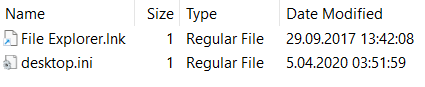 Name Size Type Date Modified
File Explorer.lnk 1 Regular File 29.09.2017 13:42:08
desktop.ini 1 Regular File 5.04.2020 03:51:59